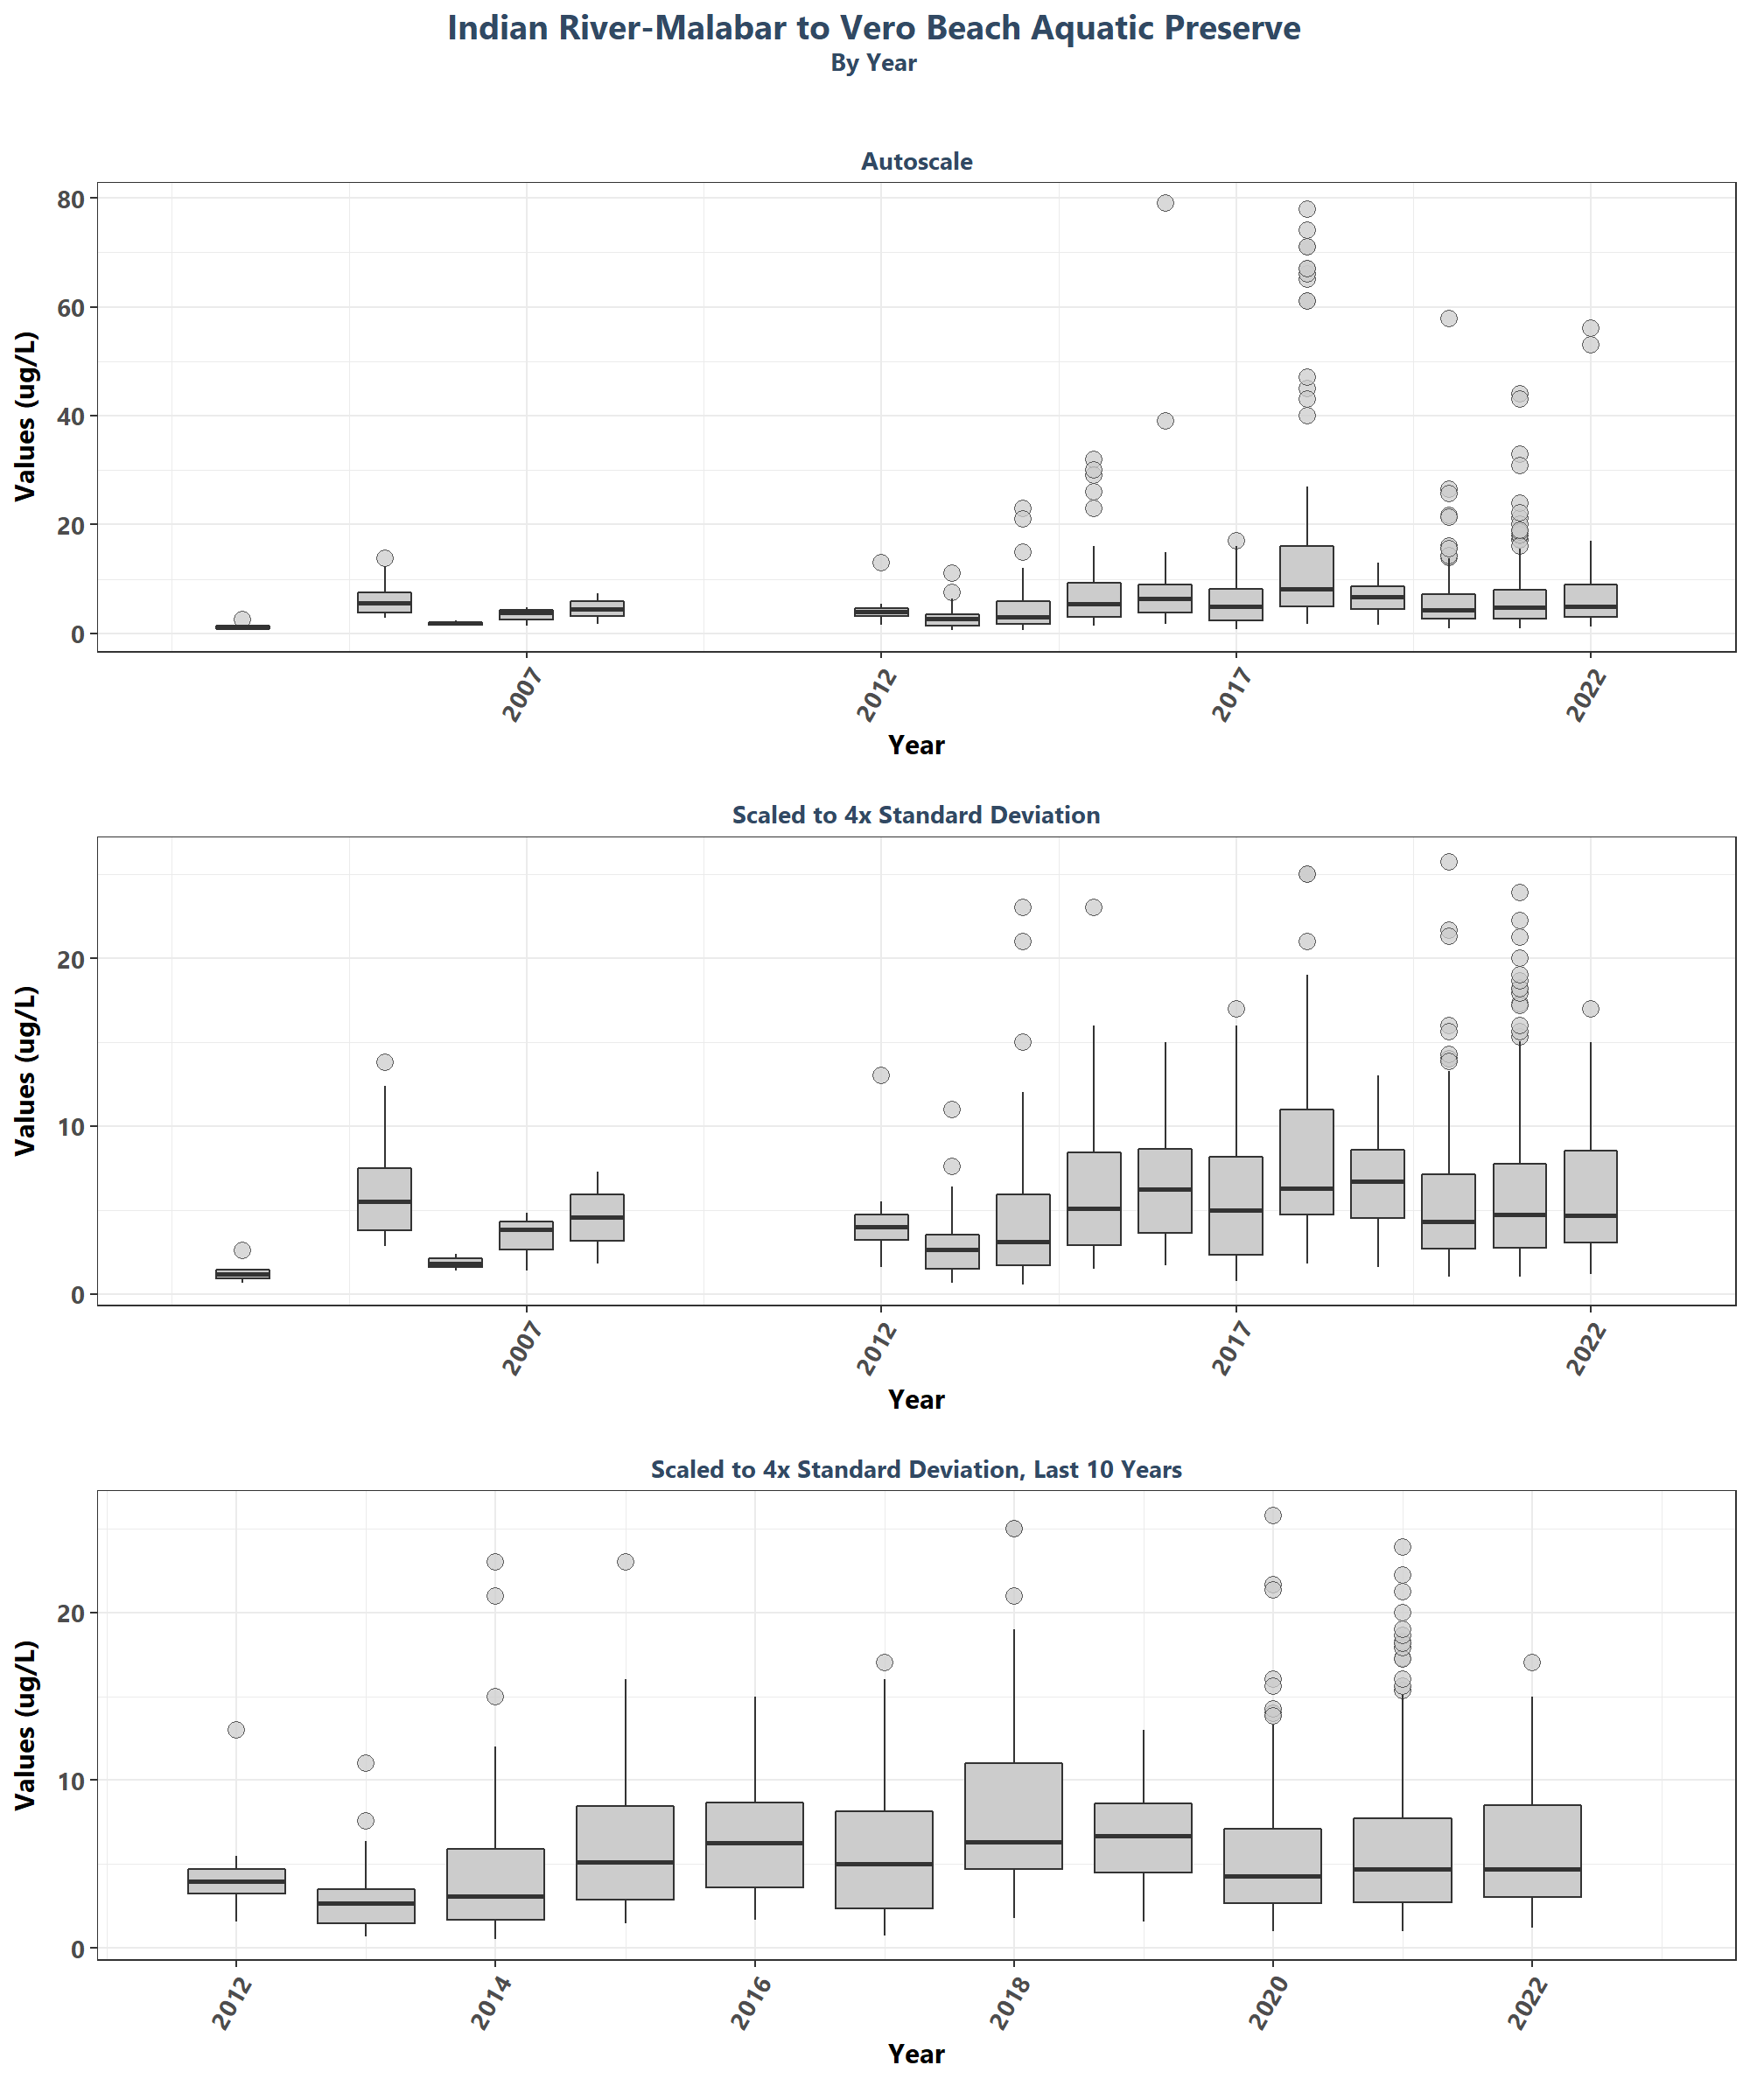 Indian River-Malabar to Vero Beach Aquatic Preserve
By Year
Autoscale
Values (ug/L)
80
60
40
20
0
2007
2012
2017
2022
Year
Scaled to 4x Standard Deviation
Values (ug/L)
20
10
0
2007
2012
2017
2022
Year
Scaled to 4x Standard Deviation, Last 10 Years
Values (ug/L)
20
10
0
2012
2014
2016
2018
2020
2022
Year